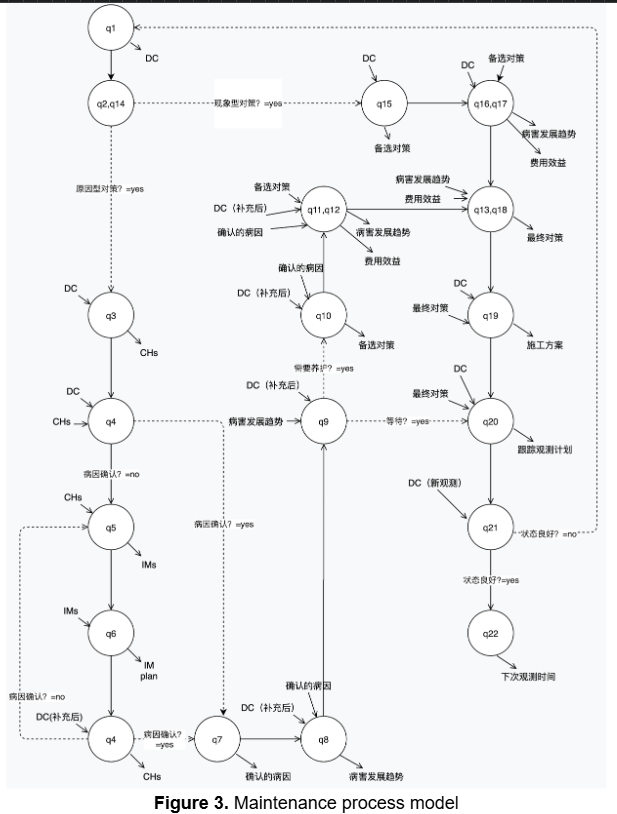 q1
DC
q2,q14
现象型对策？=yes
DC
q15
备选对策
DC
备选对策
q16,q17
病害发展趋势
费用效益
原因型对策？=yes
备选对策
DC（补充后）
确认的病因
q11,q12
病害发展趋势
费用效益
病害发展趋势
费用效益
q13,q18
最终对策
DC
q3
CHs
确认的病因
DC（补充后）
q10
备选对策
DC
最终对策
q19
施工方案
需要养护？=yes
DC
CHs
q4
DC（补充后）
病害发展趋势
q9
等待？=yes
DC
最终对策
q20
跟踪观测计划
病因确认？=no
病因确认？=yes
CHs
q5
IMs
DC（新观测）
q21
状态良好？=no
状态良好?=yes
IMs
q6
IM
plan
q22
下次观测时间
病因确认？=no
DC(补充后)
q4
CHs
病因确认？
=yes
q7
确认的病因
确认的病因
DC（补充后）
q8
病害发展趋势
Figure 3. Maintenance process model